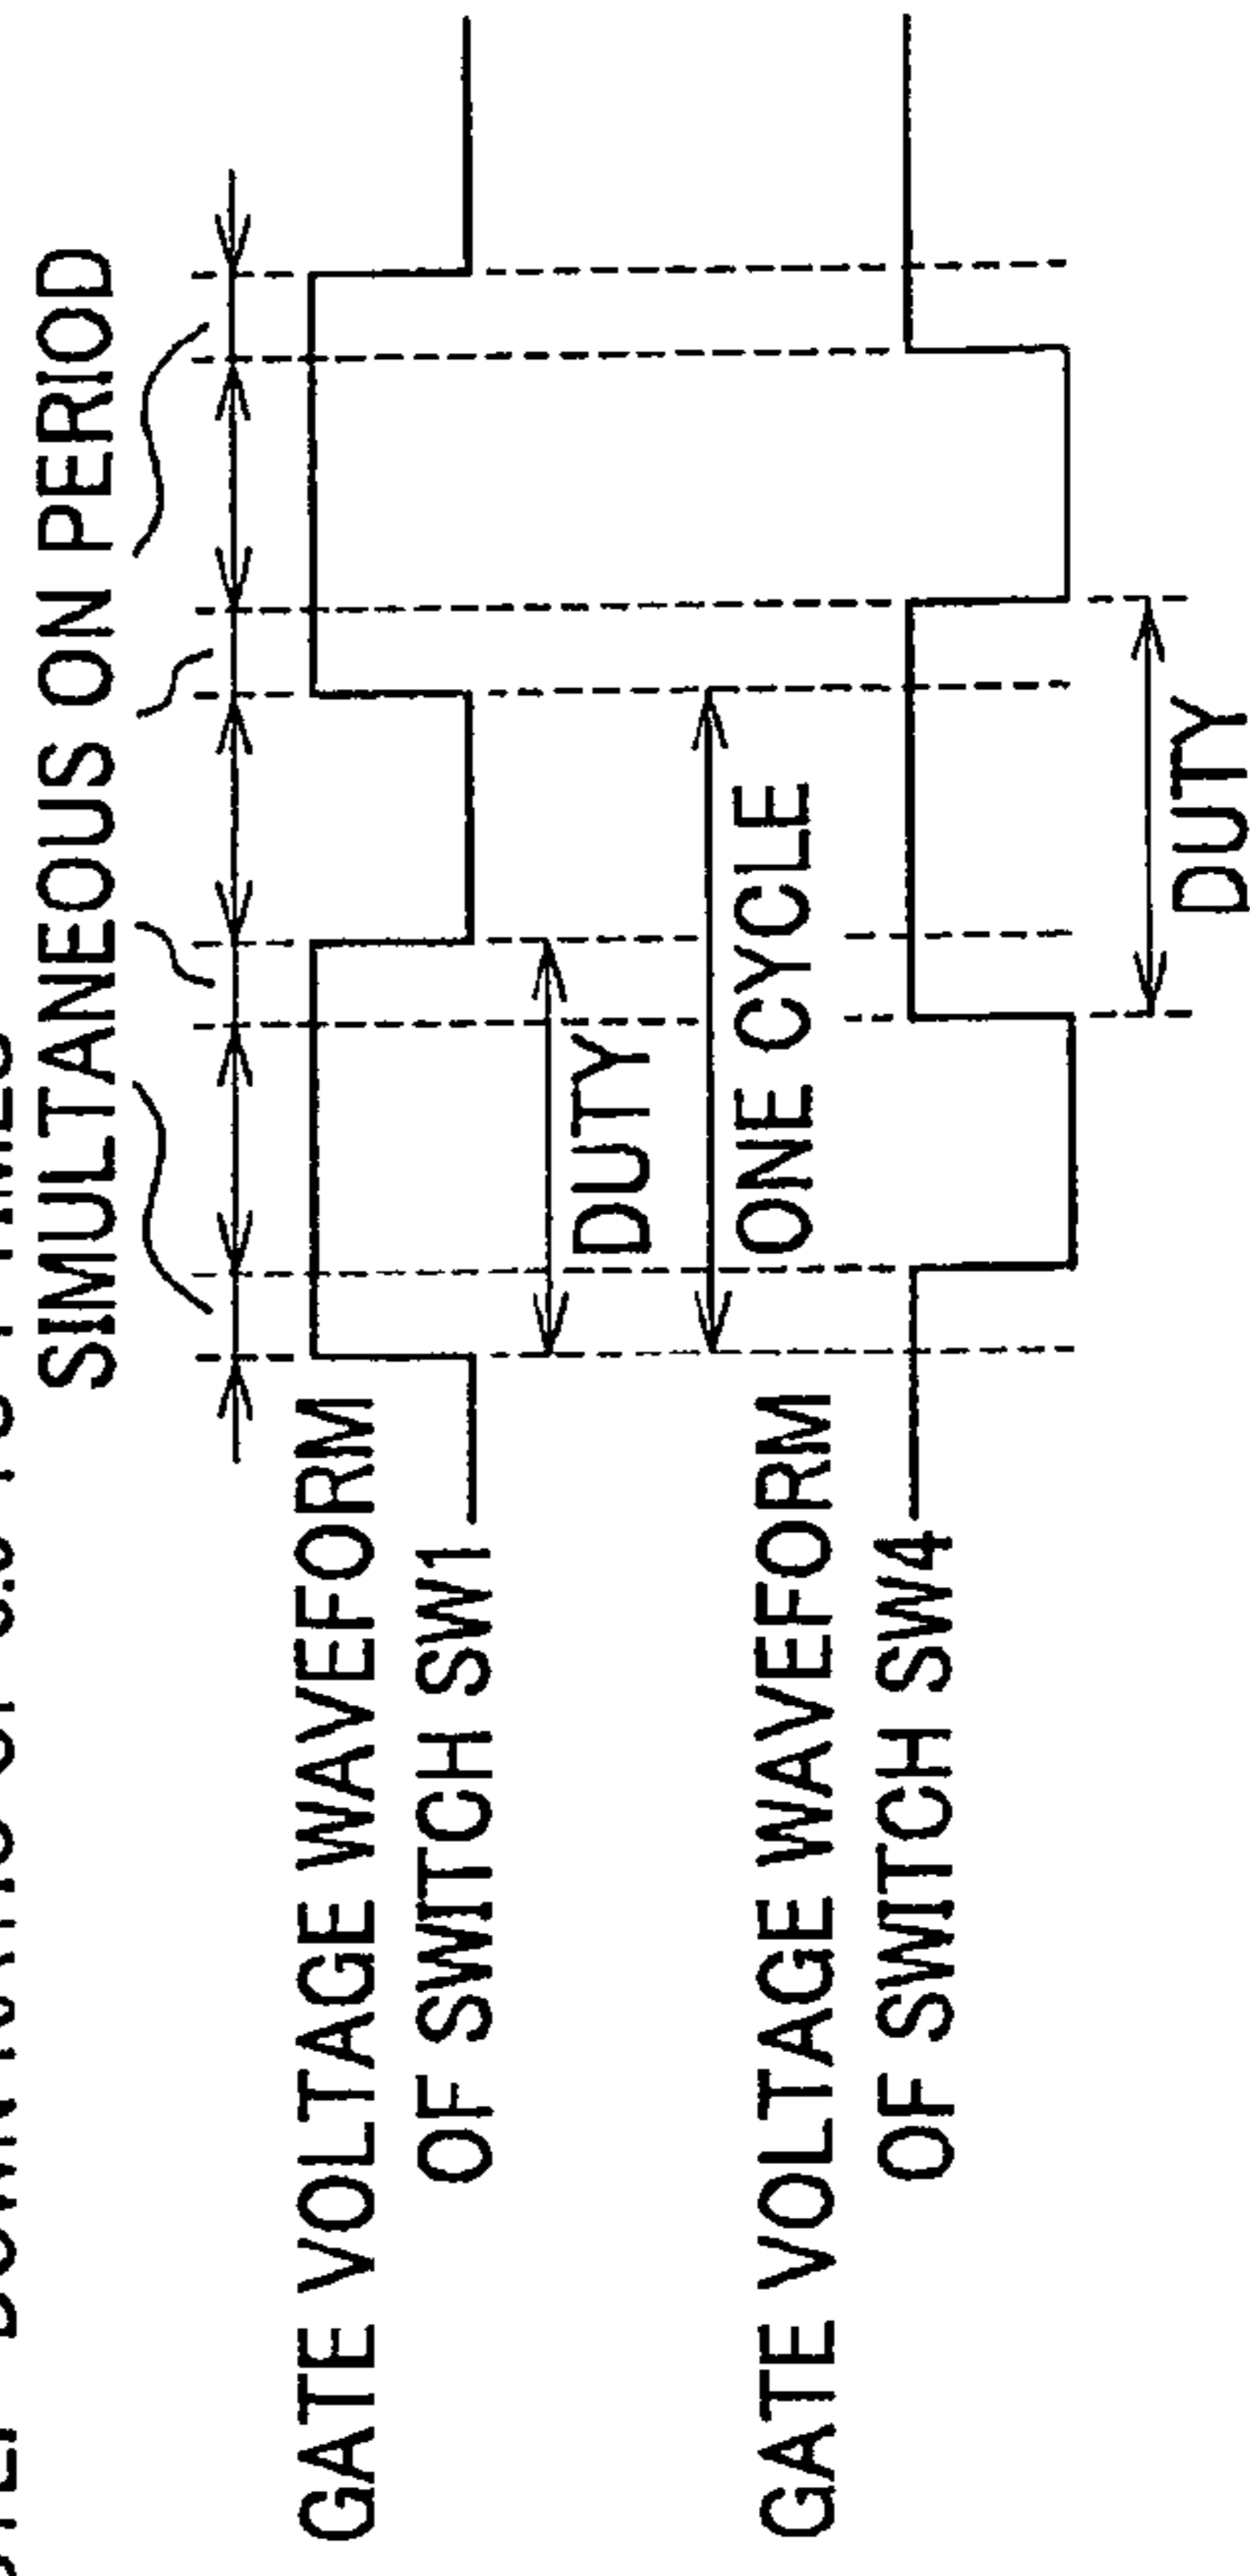 SIMULTANEOUS ON PERIOD
GATE VOLTAGE WAVEFORM
OF SWITCH SW1
DUTY
ONE CYCLE
GATE VOLTAGE WAVEFORM
OF SWITCH SW4
DUTY